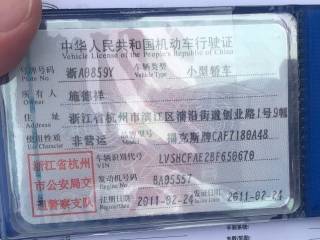 中华人民共和国机动车行驶证
Vehicle License of the People's Republic of China
号牌号码 浙A0859Y 车辆类型 小型轿车
Plate No. Vehicle Type
所有人 施德祥
Owner
住址 浙江省杭州市滨江区浦沿街道创业路1号9幢
Address
使用性质 非营运 福克斯牌CAF7180A48
Use Character
浙江省杭州市公安局交通警察支队
车辆识别代号 LVSHCFAE2BF650670
VIN
发动机号码 BA05557
Engine No.
注册日期 2011-02-24 发证日期 2011-02-24